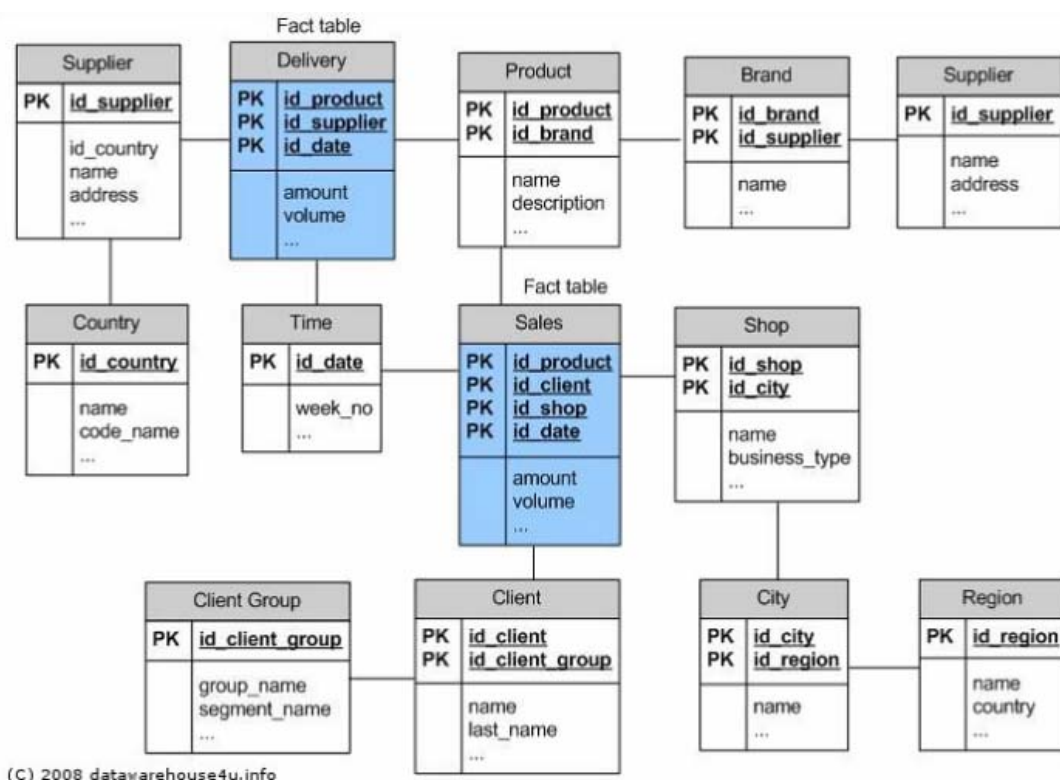 Fact table
Supplier
PK id_supplier
id_country
name
address
...
Delivery
PK id_product
PK id_supplier
PK id_date
amount
volume
...
Product
PK id_product
PK id_brand
name
description
...
Brand
PK id_brand
PK id_supplier
name
...
Supplier
PK id_supplier
name
address
...
Country
PK id_country
name
code_name
...
Time
PK id_date
week_no
...
Fact table
Sales
PK id_product
PK id_client
PK id_shop
PK id_date
amount
volume
...
Shop
PK id_shop
PK id_city
name
business_type
...
Client Group
PK id_client_group
group_name
segment_name
...
Client
PK id_client
PK id_client_group
name
last_name
...
City
PK id_city
PK id_region
name
...
Region
PK id_region
name
country
...
(C) 2008 datawarehouse4u.info